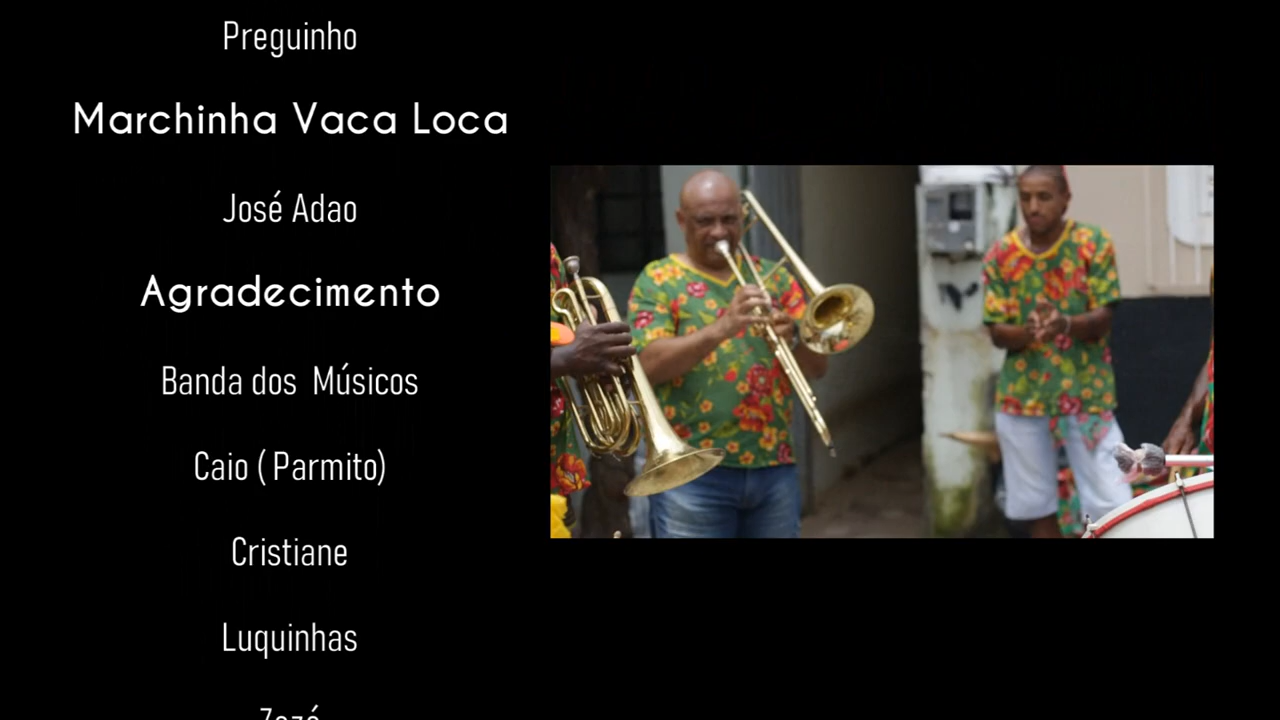 Preguinho
Marchinha Vaca Loca
José Adao
Agradecimento
Banda dos Músicos
Caio ( Parmito)
Cristiane
Luquinhas